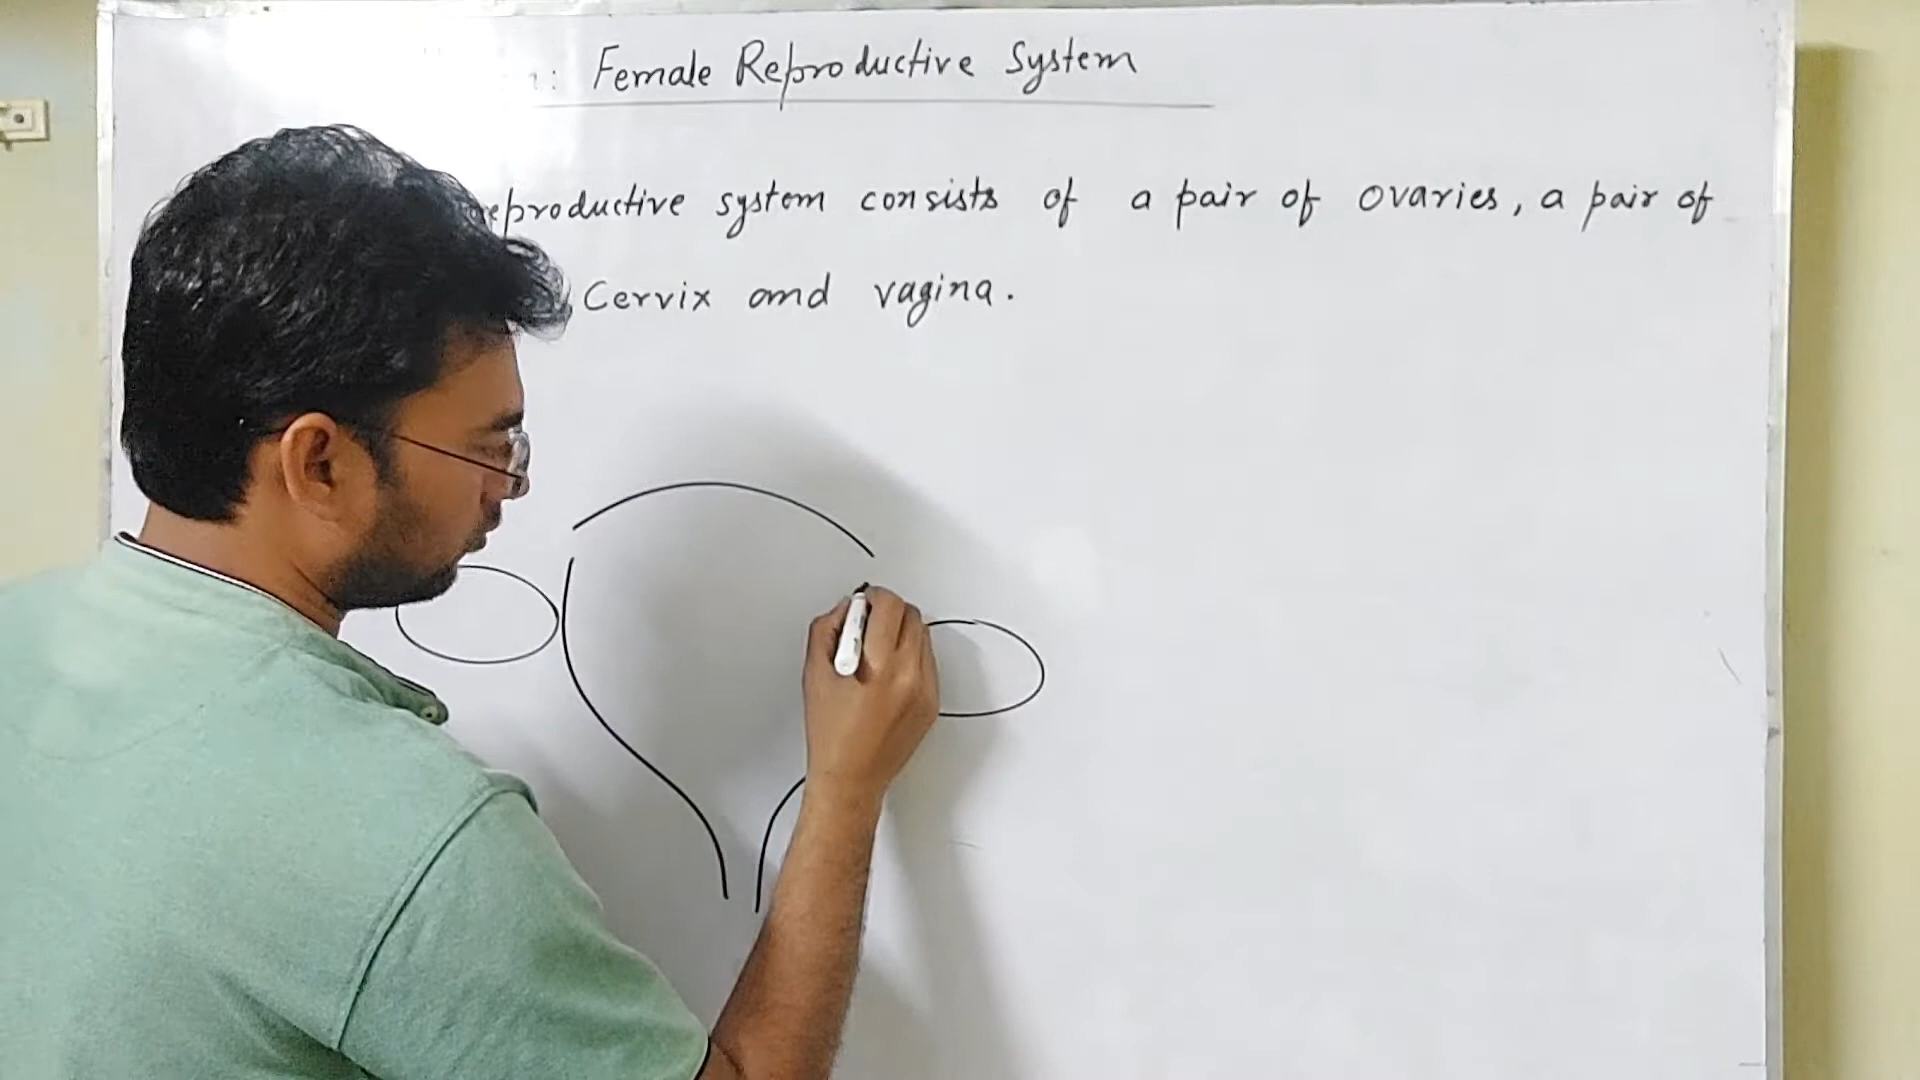 : Female Reproductive System
reproductive system consists of a pair of ovaries, a pair of
Cervix and vagina.